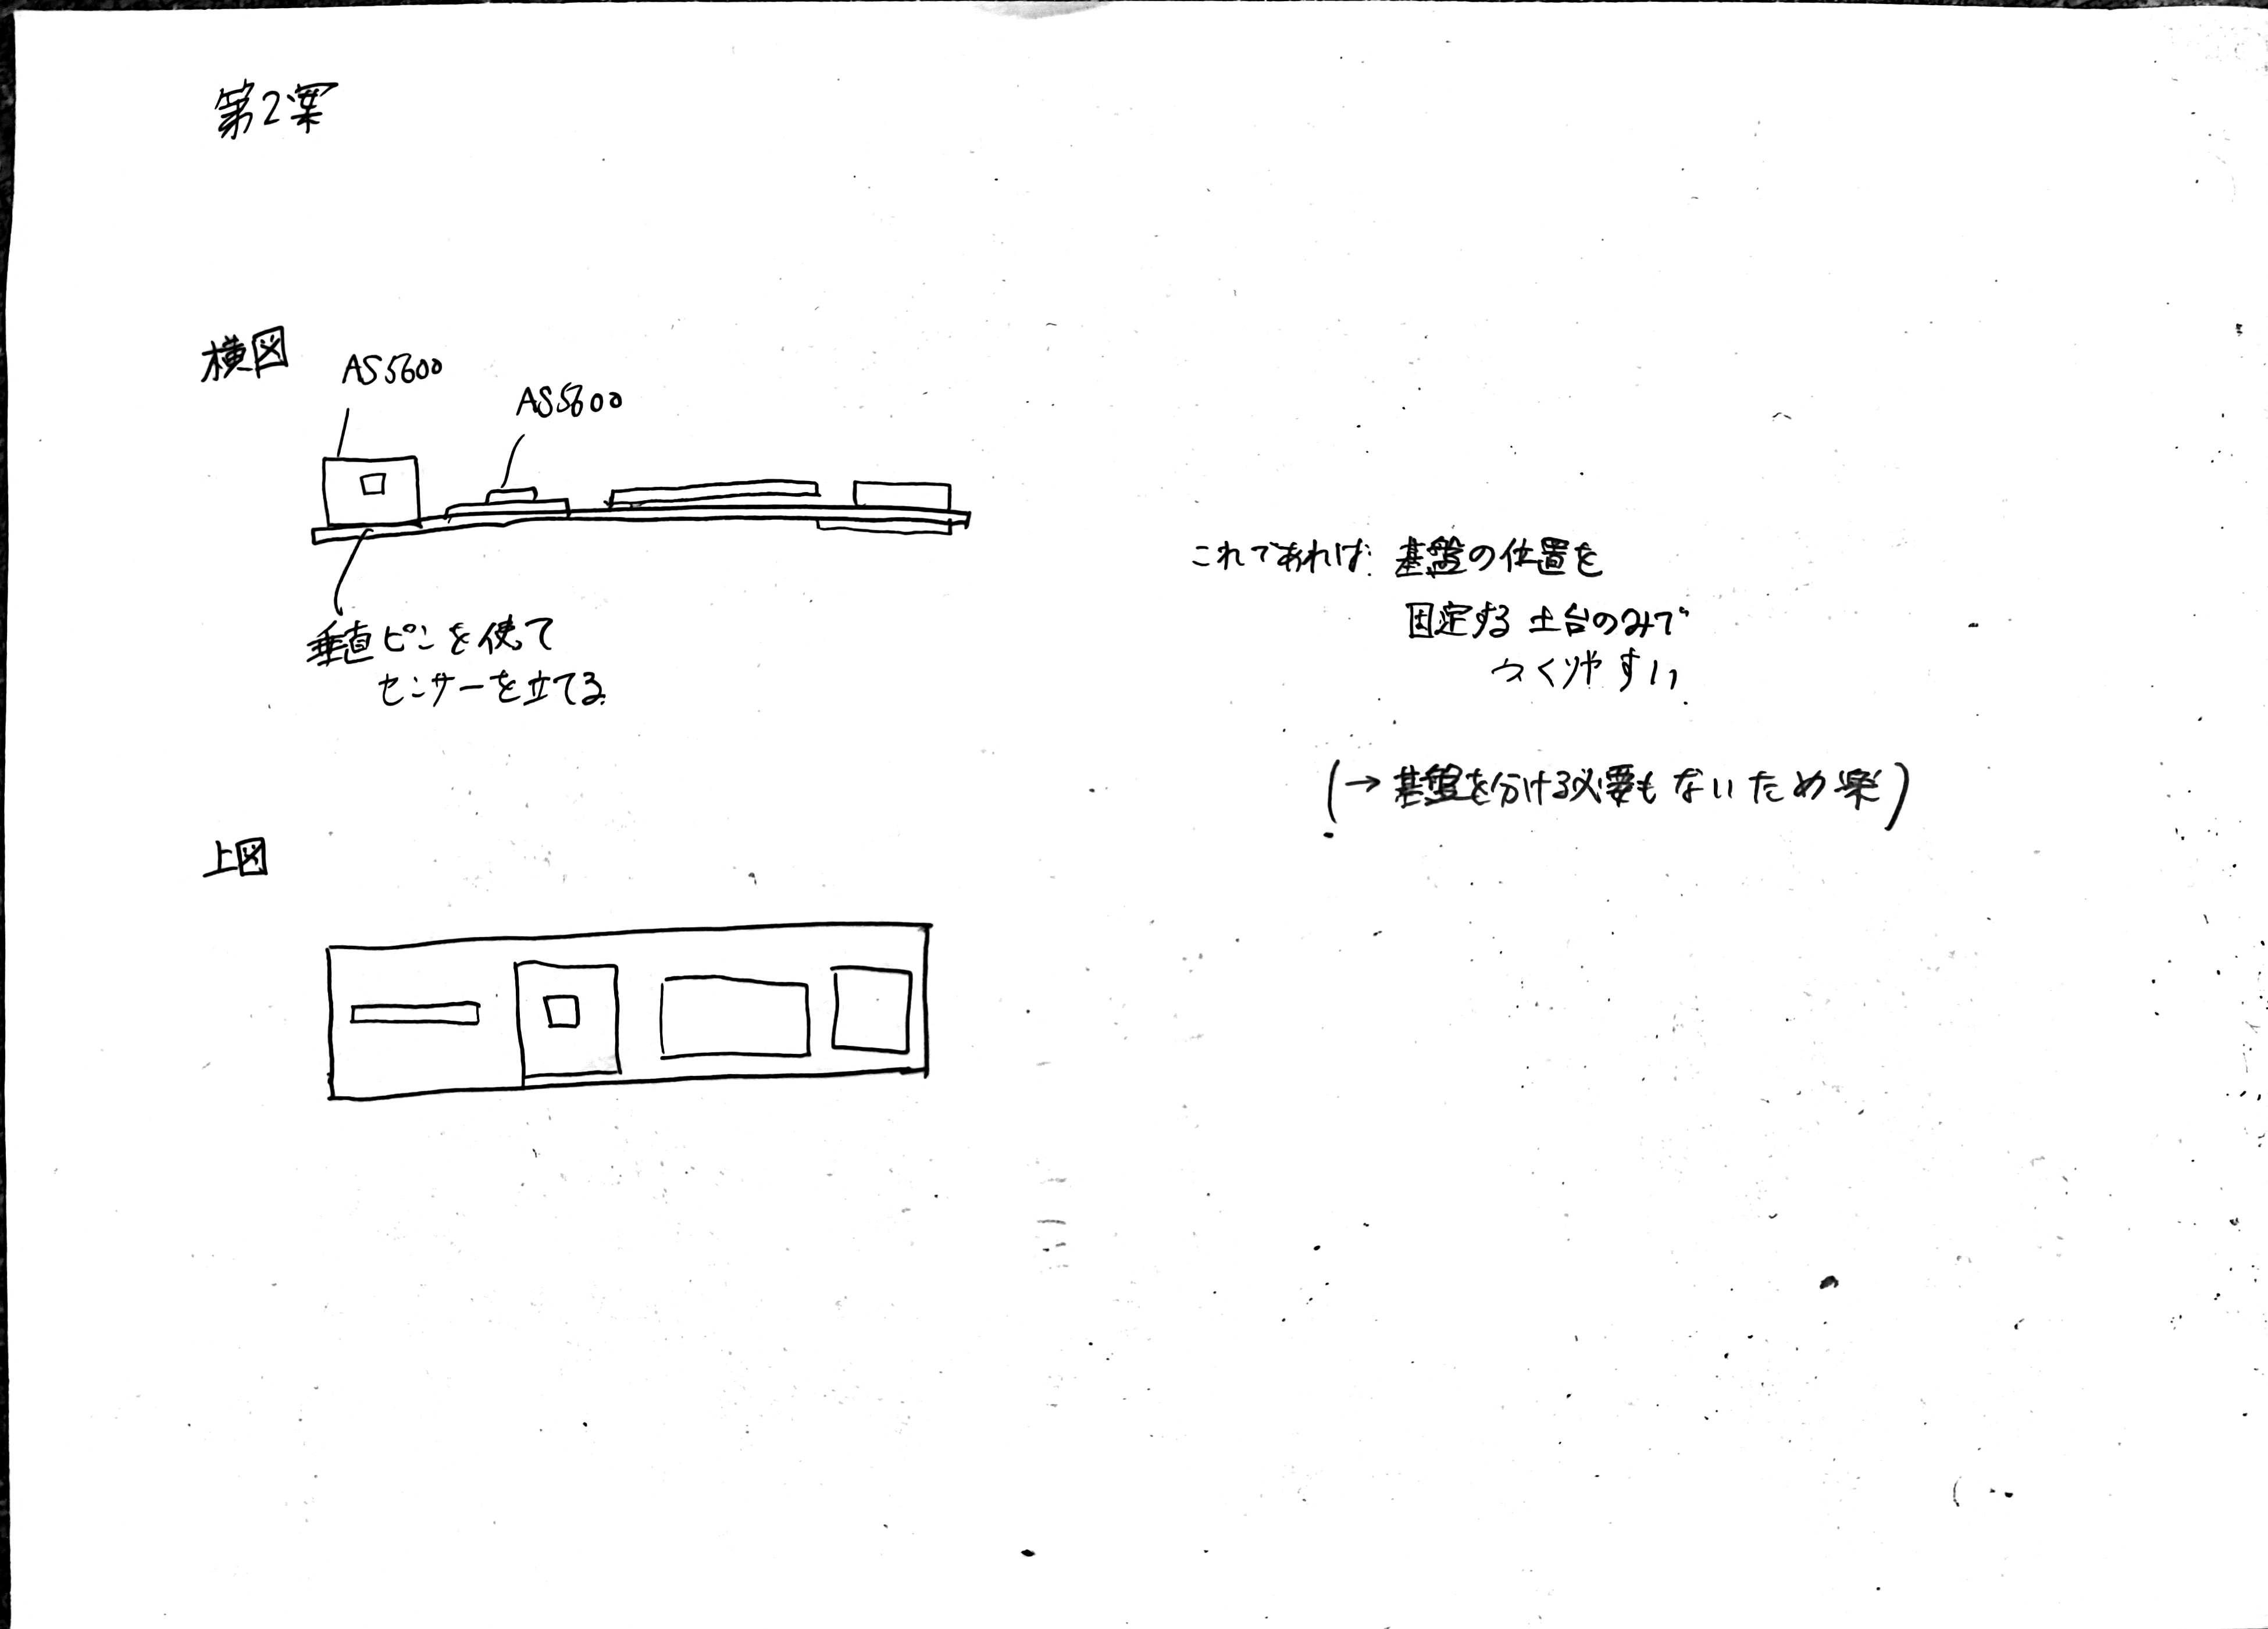 第2案
横図
AS5600
AS5600
垂直ピンを使って
センサーを立てる
これであれば 基盤の位置を
固定する土台のみで
つくりやすい
(→基盤を分ける必要もないため楽)
上図